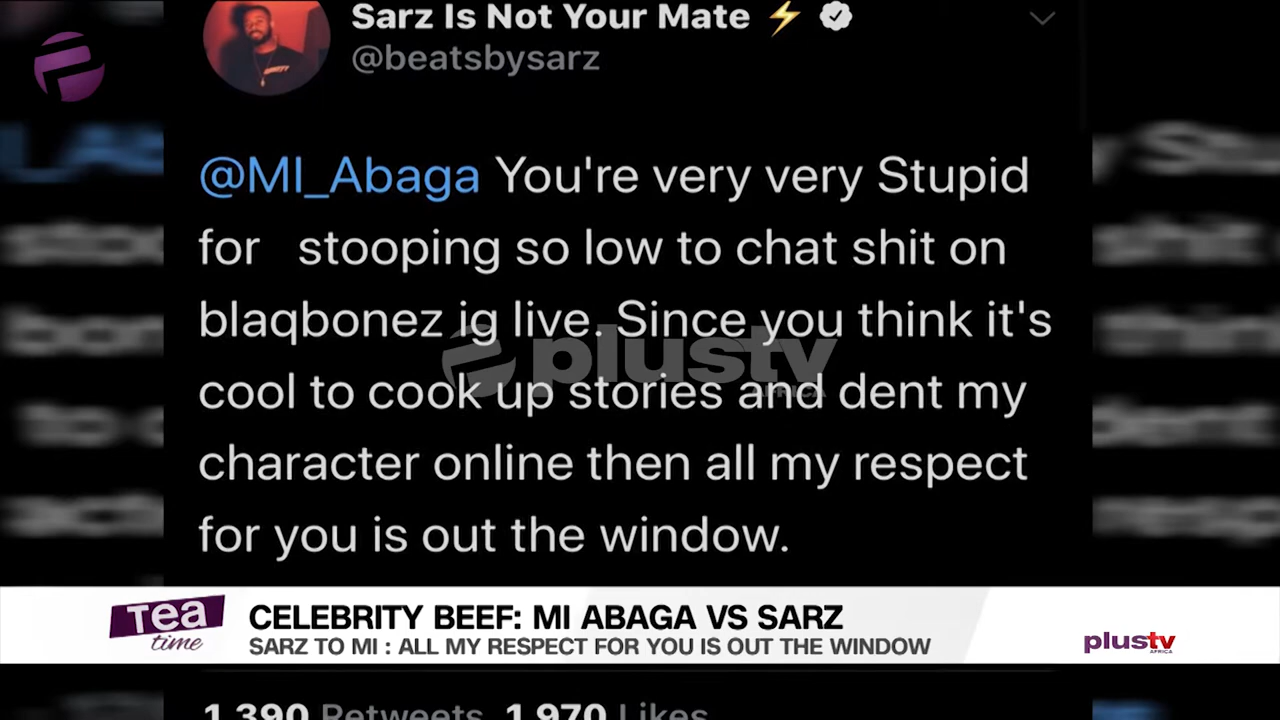 Sarz Is Not Your Mate ⚡
@beatsbysarz
@MI_Abaga You're very very Stupid
for stooping so low to chat shit on
blaqbonez ig live. Since you think it's
plustv
AFRICA
cool to cook up stories and dent my
character online then all my respect
for you is out the window.
Tea
time
CELEBRITY BEEF: MI ABAGA VS SARZ
SARZ TO MI : ALL MY RESPECT FOR YOU IS OUT THE WINDOW
plustv
AFRICA
1,390 Retweets 1,970 Likes